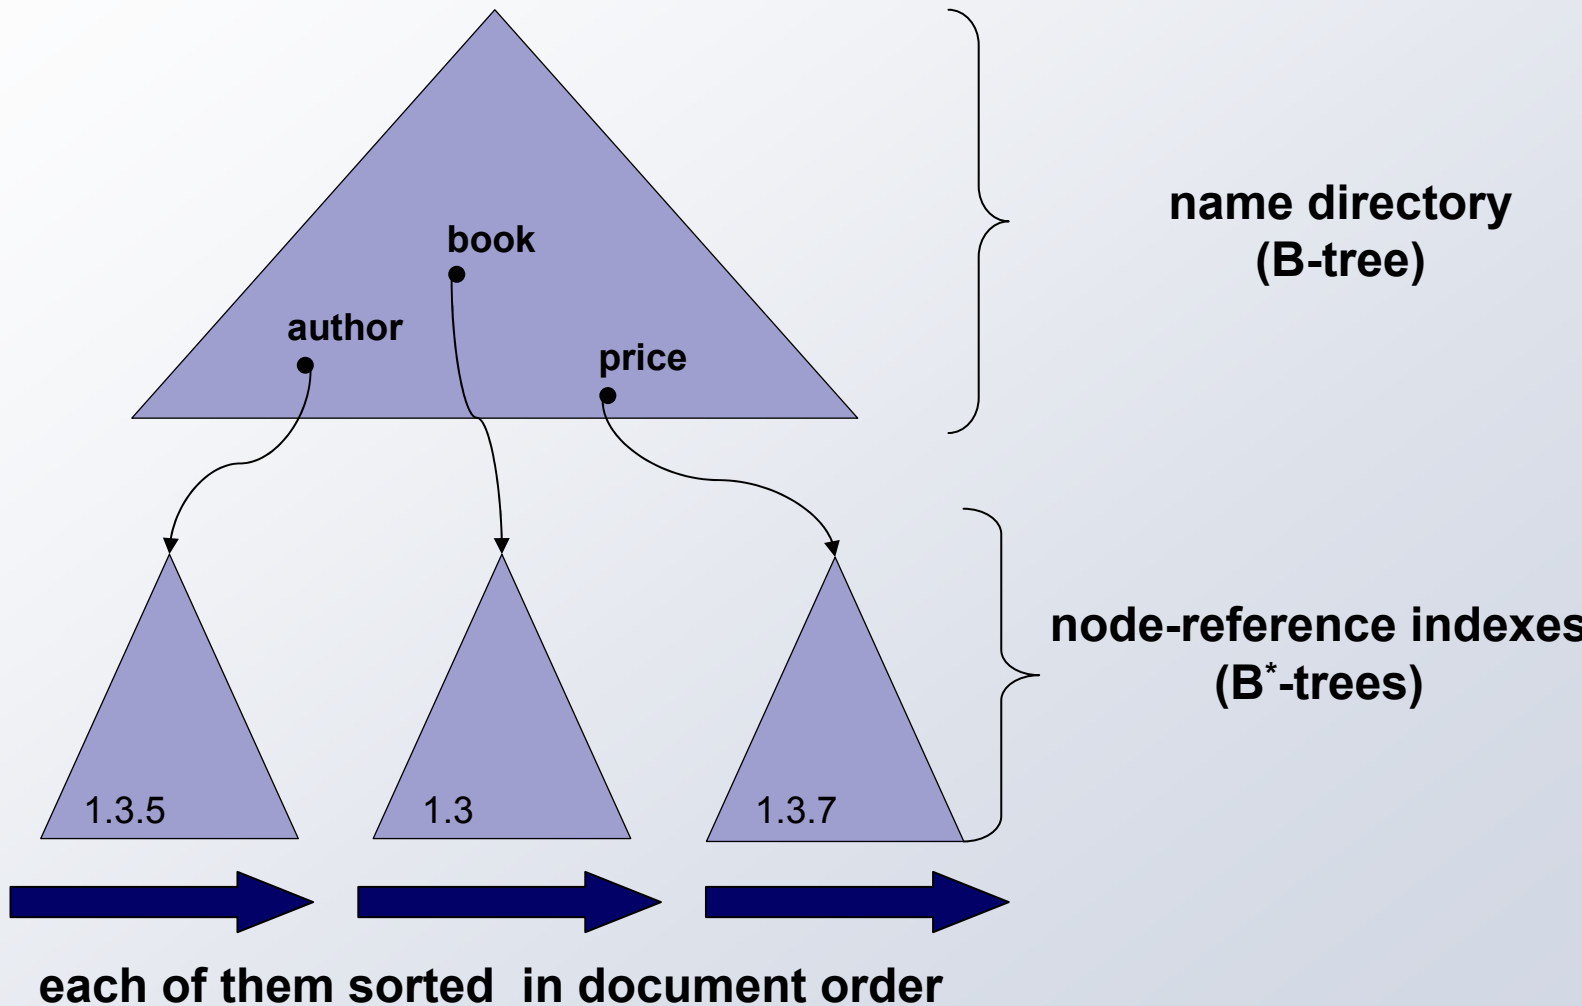 book
author
price
name directory
(B-tree)
node-reference indexes
(B*-trees)
1.3.5
1.3
1.3.7
each of them sorted in document order